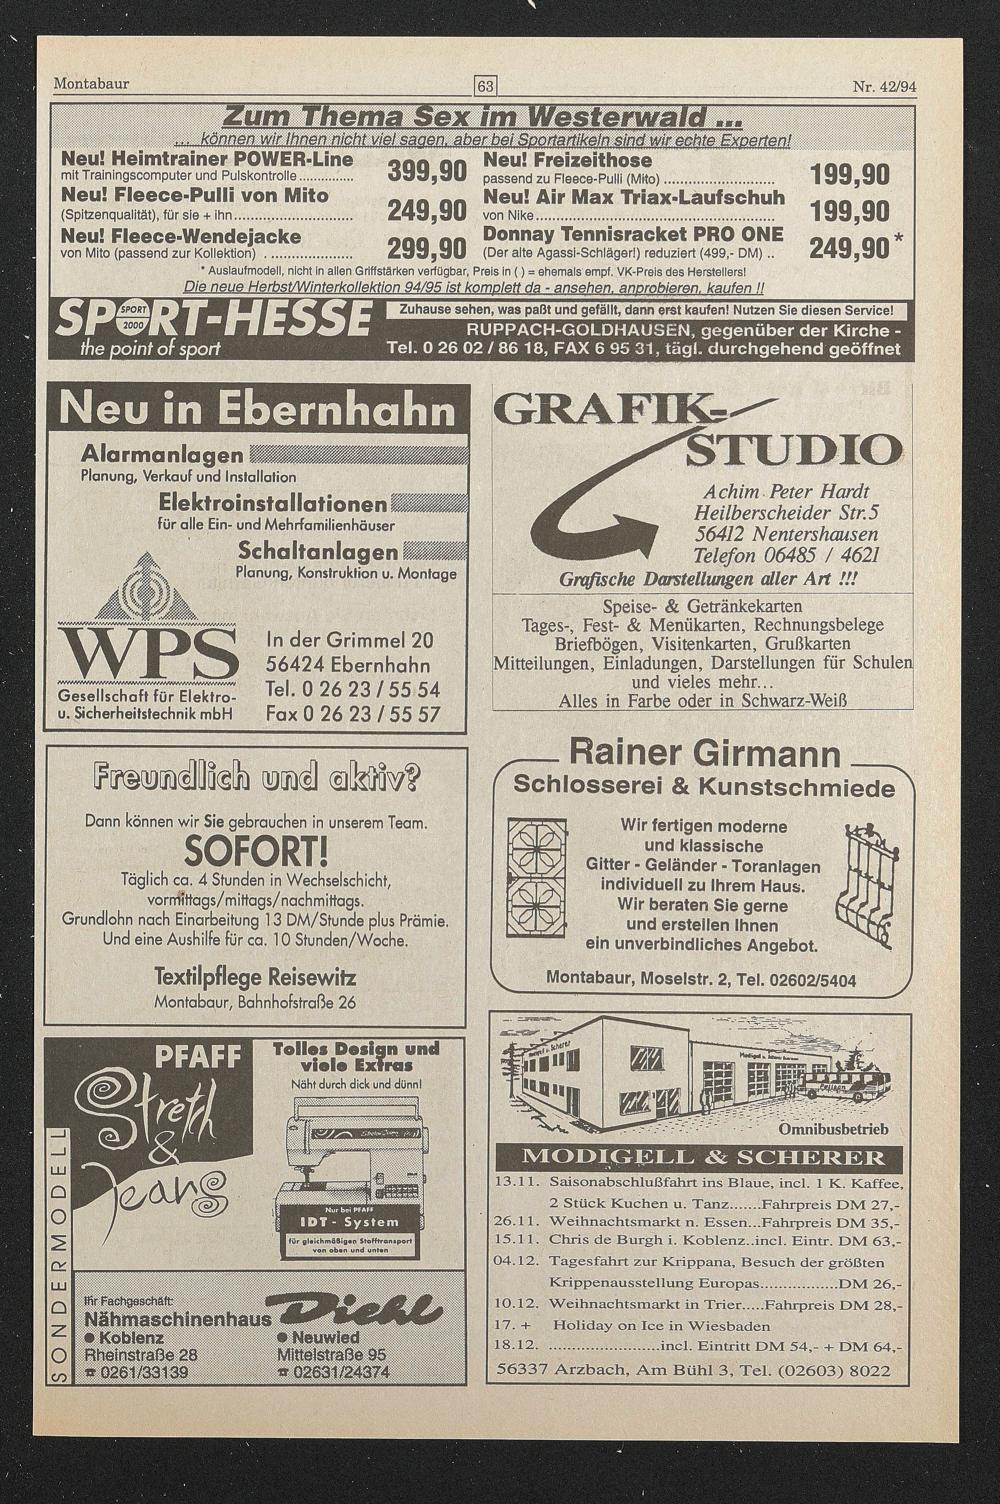 Montabaur
63
Nr. 42/94
Zum Thema Sex im Westerwald ...
... können wir Ihnen nicht viel sagen, aber bei Sportartikeln sind wir echte Experten!
Neu! Heimtrainer POWER-Line
mit Trainingscomputer und Pulskontrolle .............. 399,90
Neu! Fleece-Pulli von Mito
(Spitzenqualität), für sie + ihn .............................. 249,90
Neu! Fleece-Wendejacke
von Mito (passend zur Kollektion) . ...................... 299,90
Neu! Freizeithose
passend zu Fleece-Pulli (Mito) ............................ 199,90
Neu! Air Max Triax-Laufschuh
von Nike ............................................................ 199,90
Donnay Tennisracket PRO ONE
(Der alte Agassi-Schläger!) reduziert (499,- DM) .. 249,90 *
* Auslaufmodell, nicht in allen Griffstärken verfügbar, Preis in ( ) = ehemals empf. VK-Preis des Herstellers!
Die neue Herbst/Winterkollektion 94/95 ist komplett da - ansehen, anprobieren, kaufen !!
SPORT-HESSE
SPORT
2000
the point of sport
Zuhause sehen, was paßt und gefällt, dann erst kaufen! Nutzen Sie diesen Service!
RUPPACH-GOLDHAUSEN, gegenüber der Kirche -
Tel. 0 26 02 / 86 18, FAX 6 95 31, tägl. durchgehend geöffnet
Neu in Ebernhahn
Alarmanlagen
Planung, Verkauf und Installation
Elektroinstallationen
für alle Ein- und Mehrfamilienhäuser
Schaltanlagen
Planung, Konstruktion u. Montage
WPS
Gesellschaft für Elektro-
u. Sicherheitstechnik mbH
In der Grimmel 20
56424 Ebernhahn
Tel. 0 26 23 / 55 54
Fax 0 26 23 / 55 57
GRAFIK-
STUDIO
Achim Peter Hardt
Heilberscheider Str.5
56412 Nentershausen
Telefon 06485 / 4621
Grafische Darstellungen aller Art !!!
Speise- & Getränkekarten
Tages-, Fest- & Menükarten, Rechnungsbelege
Briefbögen, Visitenkarten, Grußkarten
Mitteilungen, Einladungen, Darstellungen für Schulen
und vieles mehr...
Alles in Farbe oder in Schwarz-Weiß
Freundlich und aktiv?
Dann können wir Sie gebrauchen in unserem Team.
SOFORT!
Täglich ca. 4 Stunden in Wechselschicht,
vormittags/mittags/nachmittags.
Grundlohn nach Einarbeitung 13 DM/Stunde plus Prämie.
Und eine Aushilfe für ca. 10 Stunden/Woche.
Textilpflege Reisewitz
Montabaur, Bahnhofstraße 26
Rainer Girmann
Schlosserei & Kunstschmiede
Wir fertigen moderne
und klassische
Gitter - Geländer - Toranlagen
individuell zu Ihrem Haus.
Wir beraten Sie gerne
und erstellen Ihnen
ein unverbindliches Angebot.
Montabaur, Moselstr. 2, Tel. 02602/5404
PFAFF
Stretch
&
Jeans
SONDERMODELL
Tolles Design und
viele Extras
Näht durch dick und dünn!
Nur bei PFAFF
IDT - System
für gleichmäßigen Stofftransport
von oben und unten
Ihr Fachgeschäft:
Nähmaschinenhaus Diehl
● Koblenz
Rheinstraße 28
☎ 0261/33139
● Neuwied
Mittelstraße 95
☎ 02631/24374
Omnibusbetrieb
MODIGELL & SCHERER
13.11. Saisonabschlußfahrt ins Blaue, incl. 1 K. Kaffee,
2 Stück Kuchen u. Tanz.......Fahrpreis DM 27,-
26.11. Weihnachtsmarkt n. Essen...Fahrpreis DM 35,-
15.11. Chris de Burgh i. Koblenz..incl. Eintr. DM 63,-
04.12. Tagesfahrt zur Krippana, Besuch der größten
Krippenausstellung Europas.................DM 26,-
10.12. Weihnachtsmarkt in Trier.....Fahrpreis DM 28,-
17. + Holiday on Ice in Wiesbaden
18.12. ........................incl. Eintritt DM 54,- + DM 64,-
56337 Arzbach, Am Bühl 3, Tel. (02603) 8022